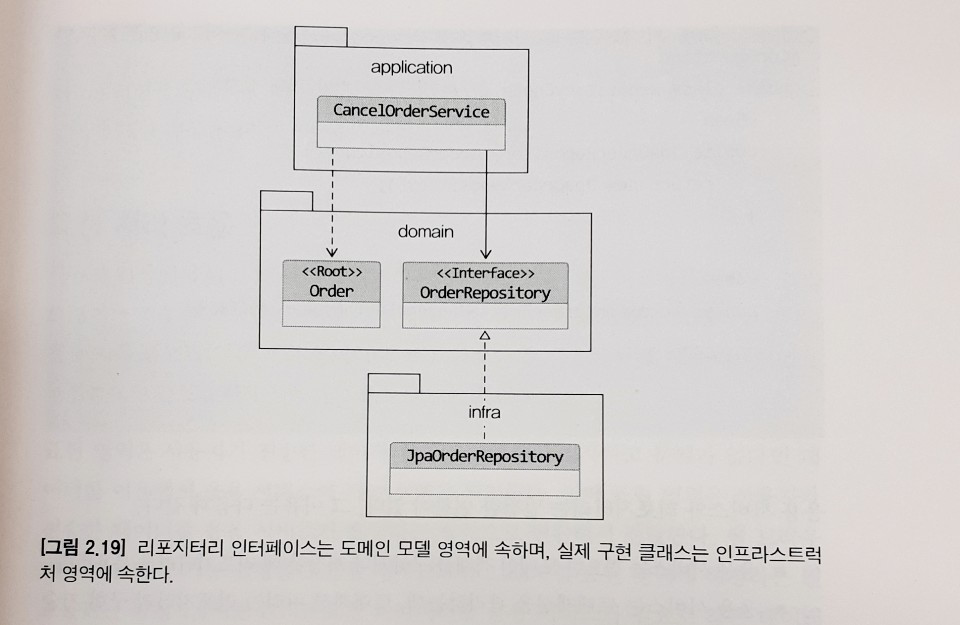 application
CancelOrderService
domain
<<Root>>
Order
<<Interface>>
OrderRepository
infra
JpaOrderRepository
[그림 2.19] 리포지터리 인터페이스는 도메인 모델 영역에 속하며, 실제 구현 클래스는 인프라스트럭
처 영역에 속한다.